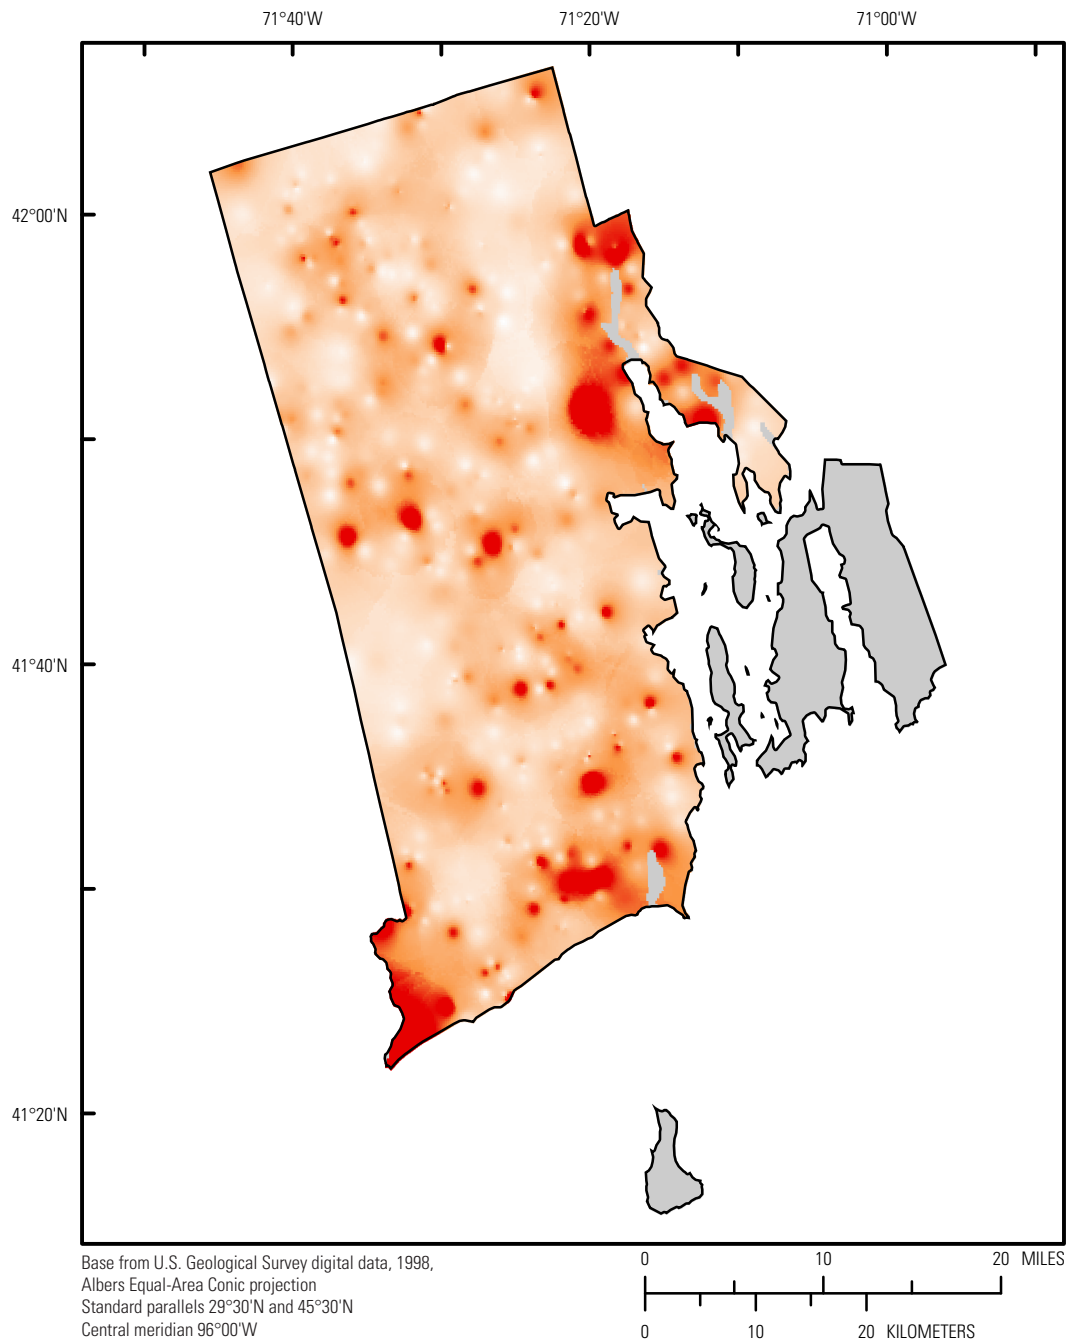 71°40'W 71°20'W 71°00'W
42°00'N
41°40'N
41°20'N
Base from U.S. Geological Survey digital data, 1998,
Albers Equal-Area Conic projection
Standard parallels 29°30'N and 45°30'N
Central meridian 96°00'W
0 10 20 MILES
0 10 20 KILOMETERS